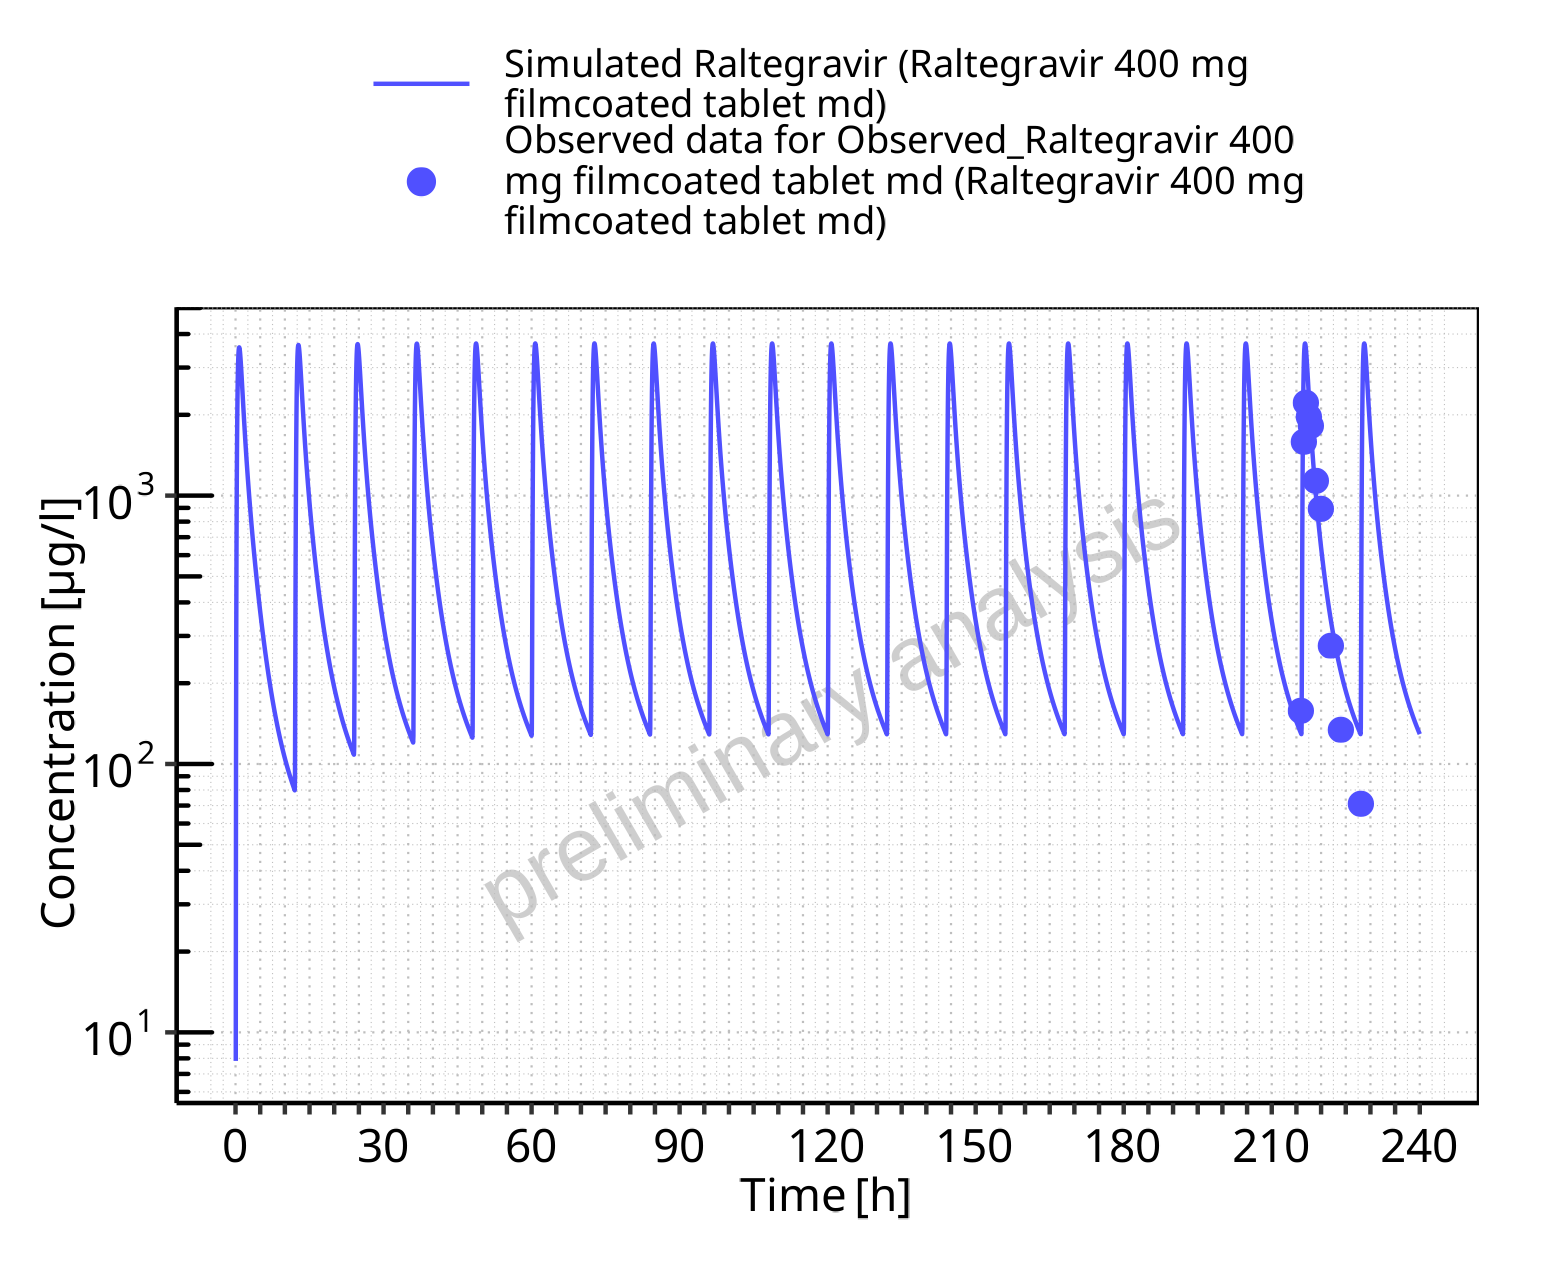 Simulated Raltegravir (Raltegravir 400 mg
filmcoated tablet md)
Observed data for Observed_Raltegravir 400
mg filmcoated tablet md (Raltegravir 400 mg
filmcoated tablet md)
Concentration [µg/l]
10³
10²
10¹
preliminary analysis
0 30 60 90 120 150 180 210 240
Time [h]